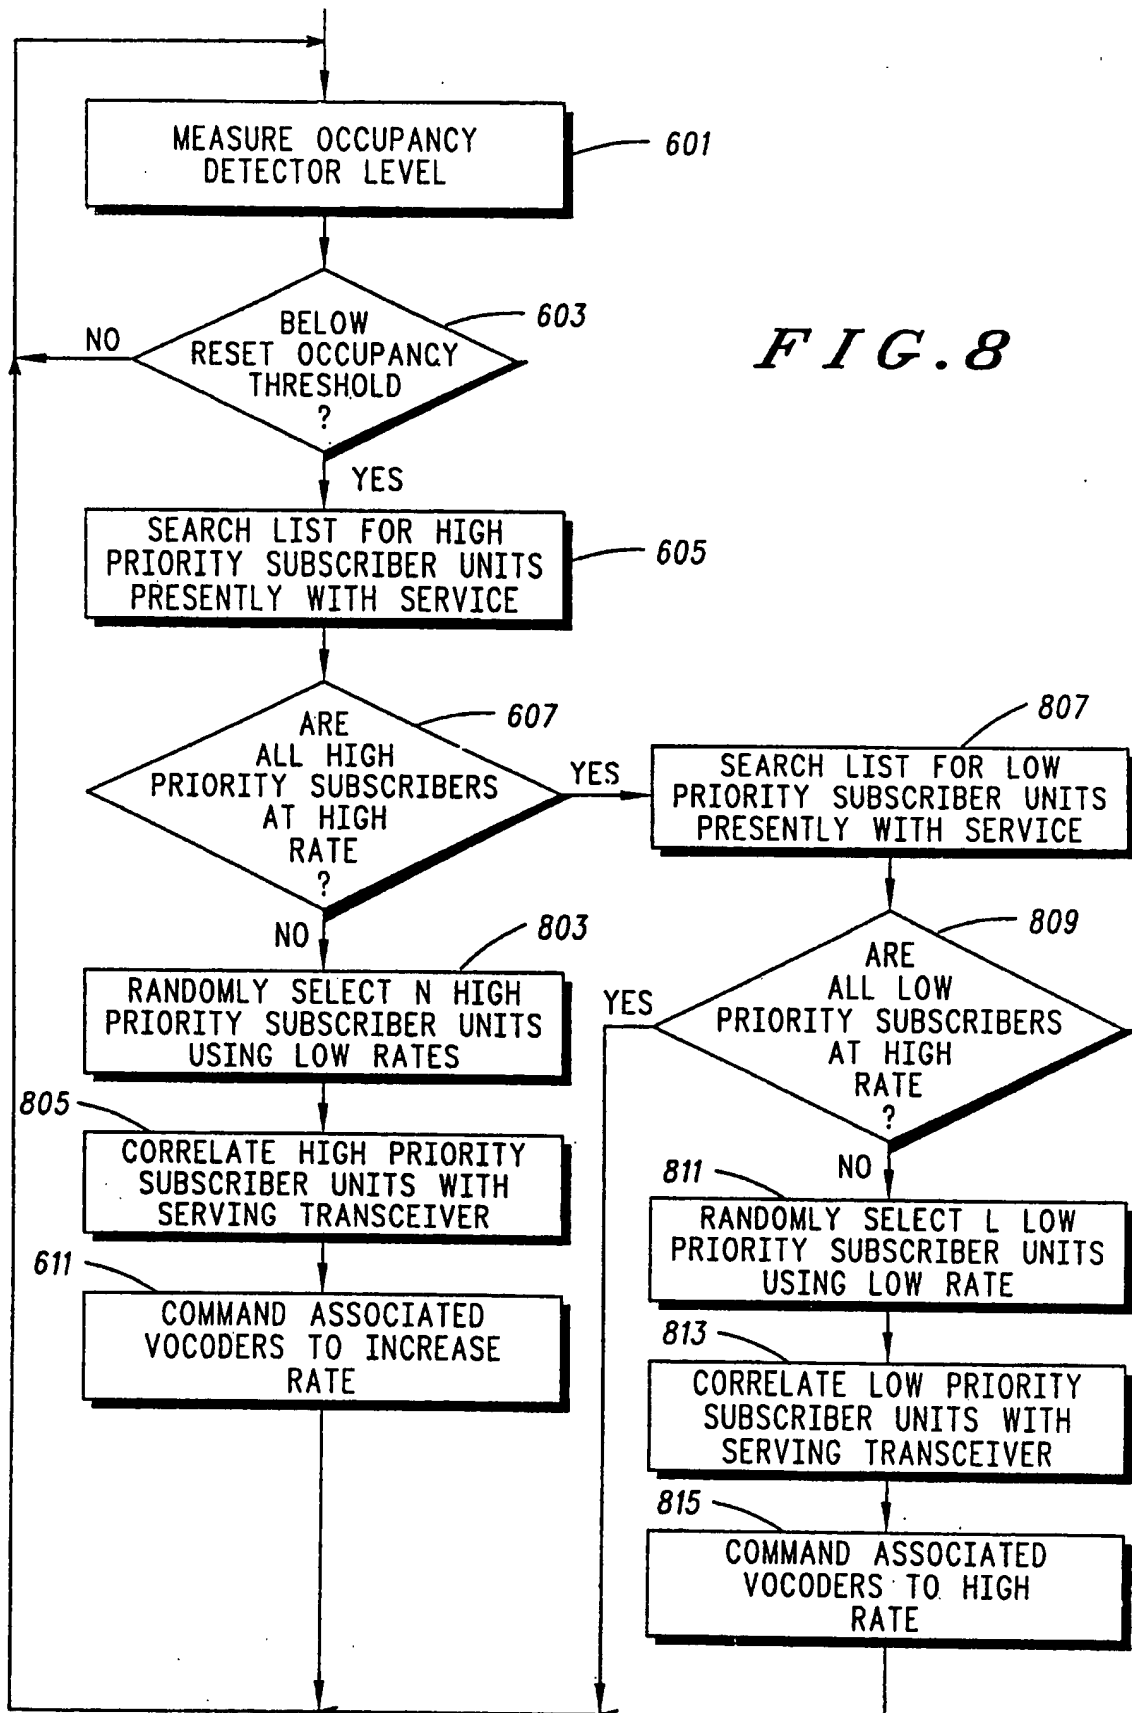 MEASURE OCCUPANCY
DETECTOR LEVEL
601
BELOW
RESET OCCUPANCY
THRESHOLD
?
603
NO
FIG.8
YES
SEARCH LIST FOR HIGH
PRIORITY SUBSCRIBER UNITS
PRESENTLY WITH SERVICE
605
ARE
ALL HIGH
PRIORITY SUBSCRIBERS
AT HIGH
RATE
?
607
YES
NO
807
SEARCH LIST FOR LOW
PRIORITY SUBSCRIBER UNITS
PRESENTLY WITH SERVICE
803
RANDOMLY SELECT N HIGH
PRIORITY SUBSCRIBER UNITS
USING LOW RATES
809
ARE
ALL LOW
PRIORITY SUBSCRIBERS
AT HIGH
RATE
?
YES
NO
805
CORRELATE HIGH PRIORITY
SUBSCRIBER UNITS WITH
SERVING TRANSCEIVER
811
RANDOMLY SELECT L LOW
PRIORITY SUBSCRIBER UNITS
USING LOW RATE
611
COMMAND ASSOCIATED
VOCODERS TO INCREASE
RATE
813
CORRELATE LOW PRIORITY
SUBSCRIBER UNITS WITH
SERVING TRANSCEIVER
815
COMMAND ASSOCIATED
VOCODERS TO HIGH
RATE